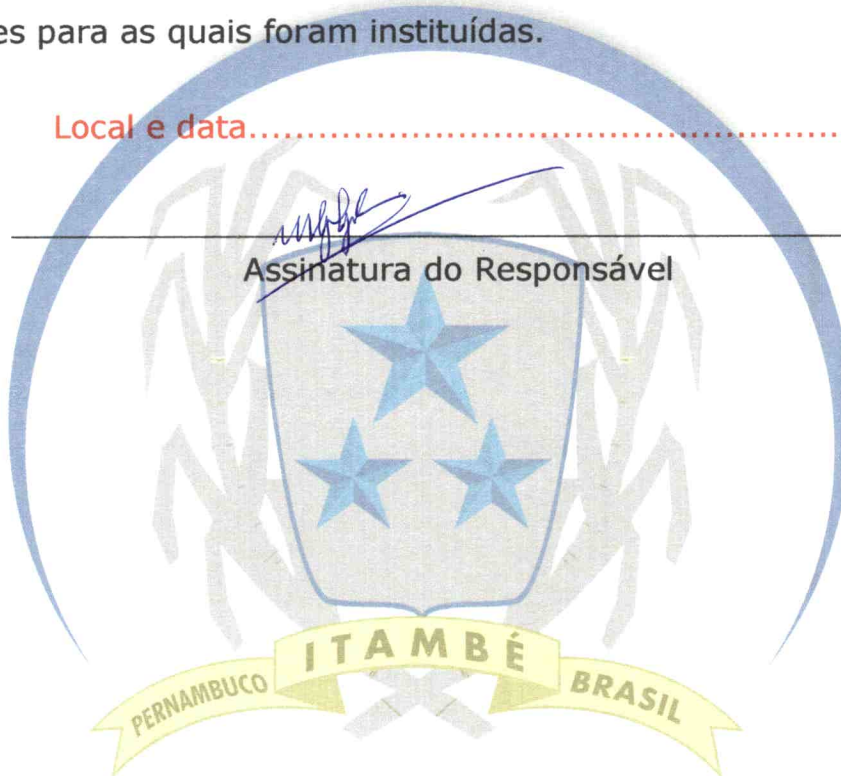 es para as quais foram instituídas.
Local e data..........................................................
Assinatura do Responsável
ITAMBÉ
PERNAMBUCO
BRASIL